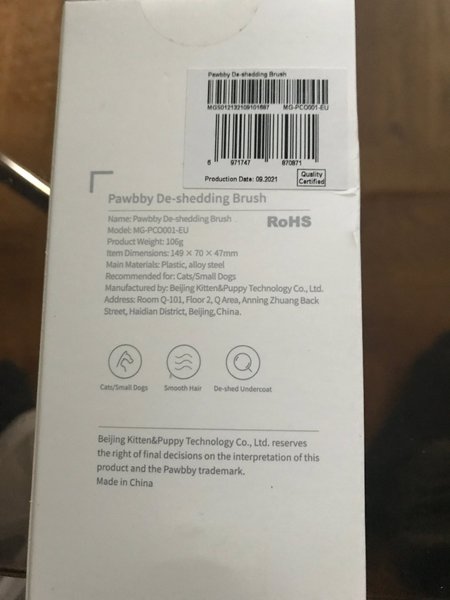 Pawbby De-shedding Brush
MG-PCO001-EU
6 971747 870871
Production Date: 09.2021
Quality
Certified
Pawbby De-shedding Brush
RoHS
Name: Pawbby De-shedding Brush
Model: MG-PCO001-EU
Product Weight: 106g
Item Dimensions: 149 × 70 × 47mm
Main Materials: Plastic, alloy steel
Recommended for: Cats/Small Dogs
Manufactured by: Beijing Kitten&Puppy Technology Co., Ltd.
Address: Room Q-101, Floor 2, Q Area, Anning Zhuang Back
Street, Haidian District, Beijing, China.
Cats/Small Dogs
Smooth Hair
De-shed Undercoat
Beijing Kitten&Puppy Technology Co., Ltd. reserves
the right of final decisions on the interpretation of this
product and the Pawbby trademark.
Made in China